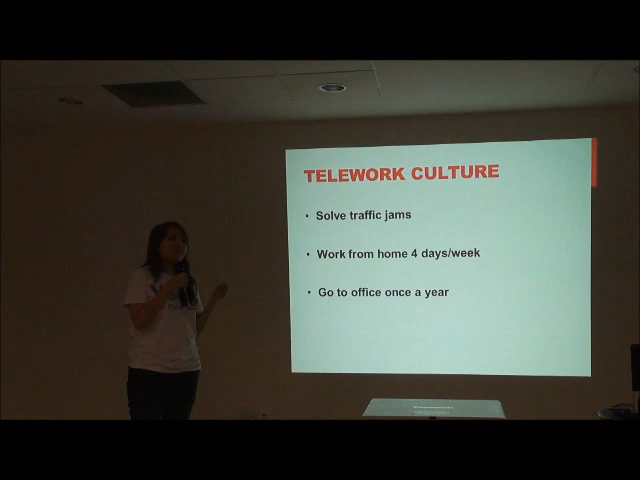 TELEWORK CULTURE
• Solve traffic jams
• Work from home 4 days/week
• Go to office once a year